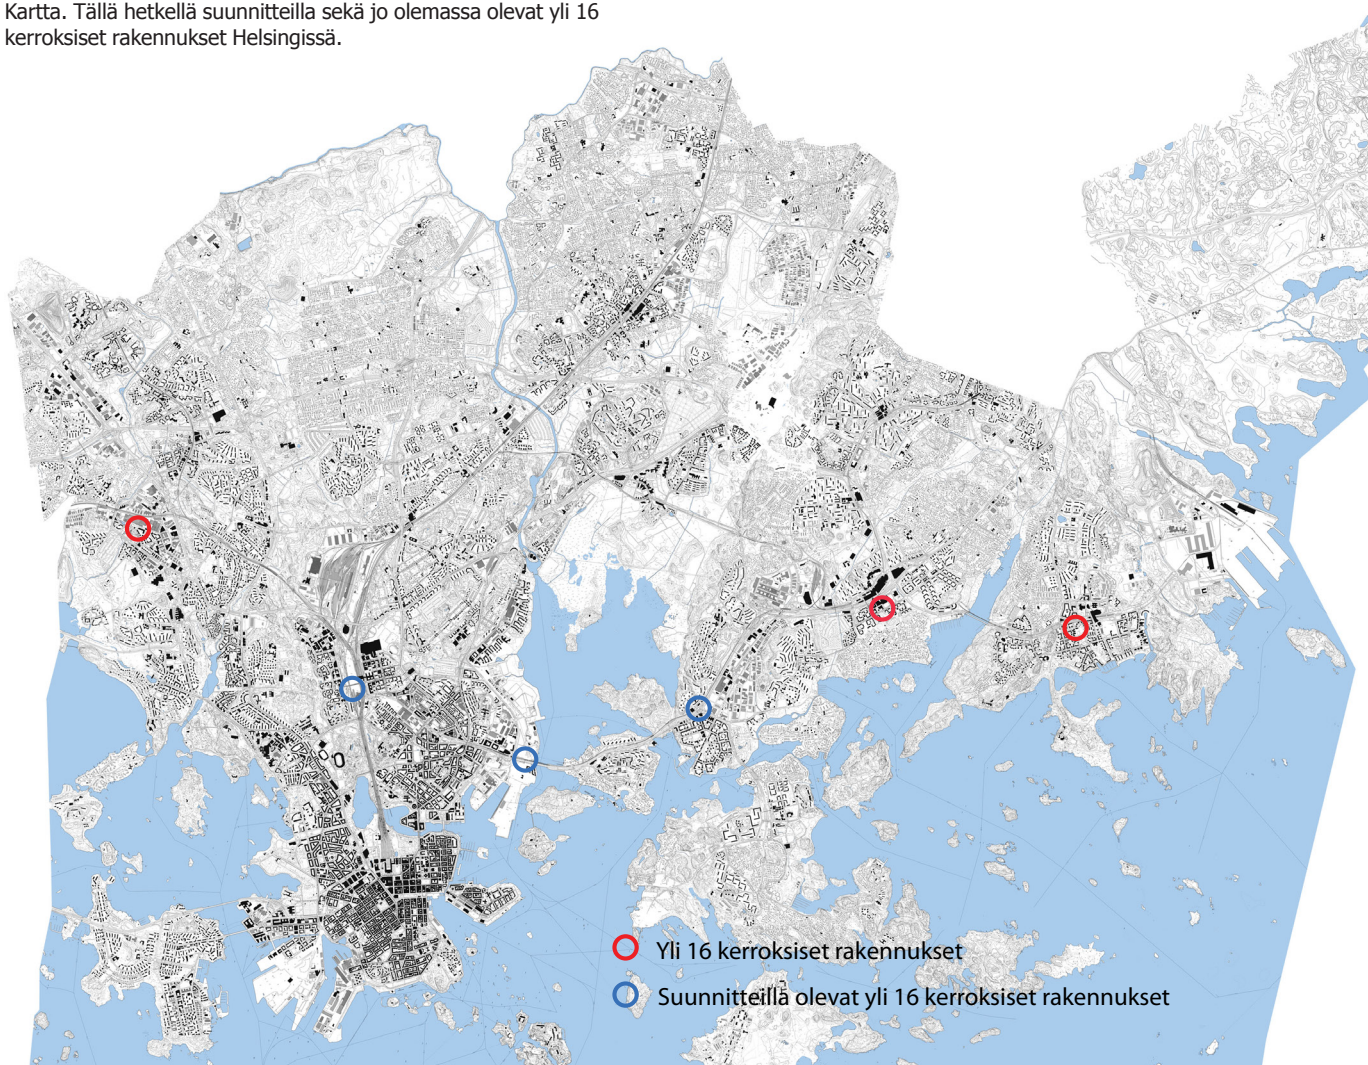 Kartta. Tällä hetkellä suunnitteilla sekä jo olemassa olevat yli 16
kerroksiset rakennukset Helsingissä.
Yli 16 kerroksiset rakennukset
Suunnitteillä olevat yli 16 kerroksiset rakennukset